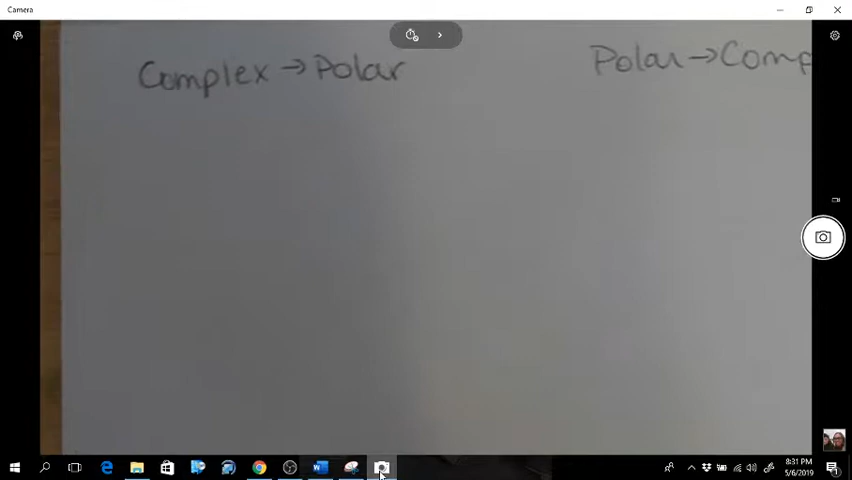 Camera
Complex → Polar
Polar → Comp
8:31 PM
5/6/2019